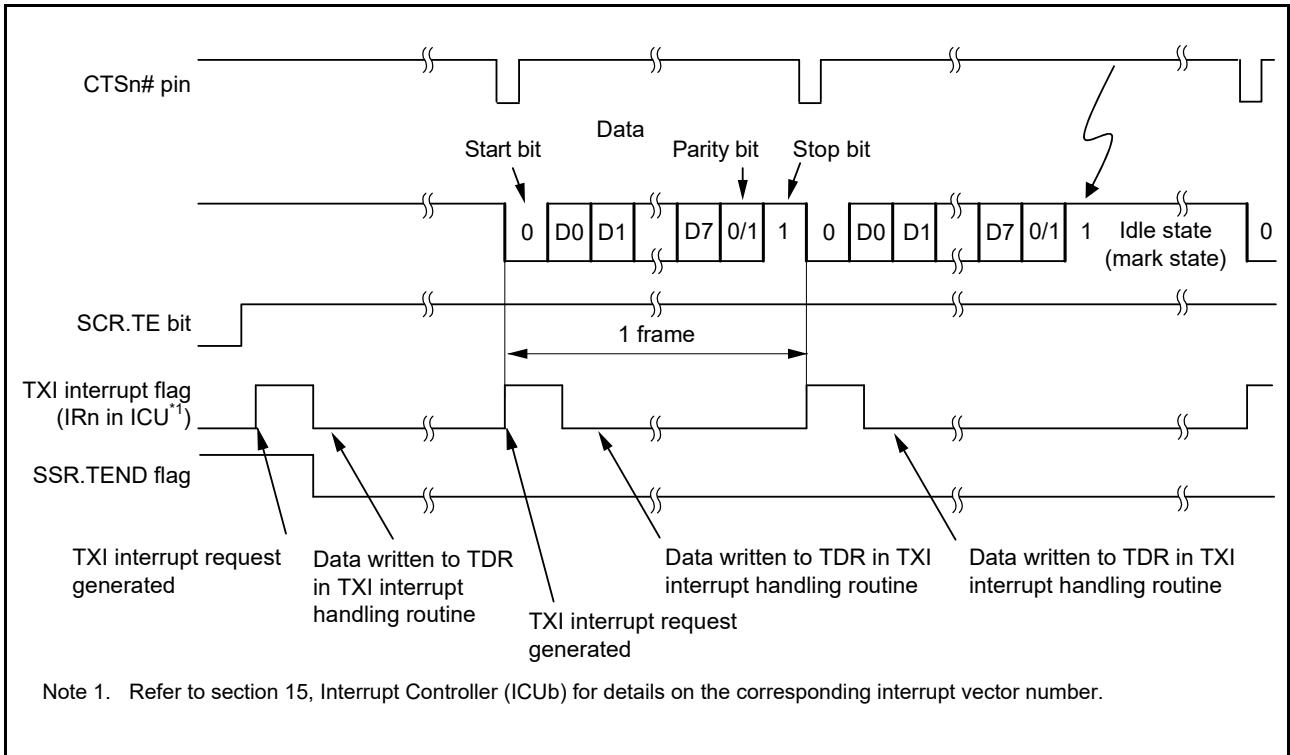 CTSn# pin
Data
Start bit
Parity bit
Stop bit
0 D0 D1 D7 0/1 1 0 D0 D1 D7 0/1 1 Idle state (mark state) 0
SCR.TE bit
1 frame
TXI interrupt flag
(IRn in ICU*1)
SSR.TEND flag
TXI interrupt request
generated
Data written to TDR
in TXI interrupt
handling routine
TXI interrupt request
generated
Data written to TDR in TXI
interrupt handling routine
Data written to TDR in TXI
interrupt handling routine
Note 1. Refer to section 15, Interrupt Controller (ICUb) for details on the corresponding interrupt vector number.